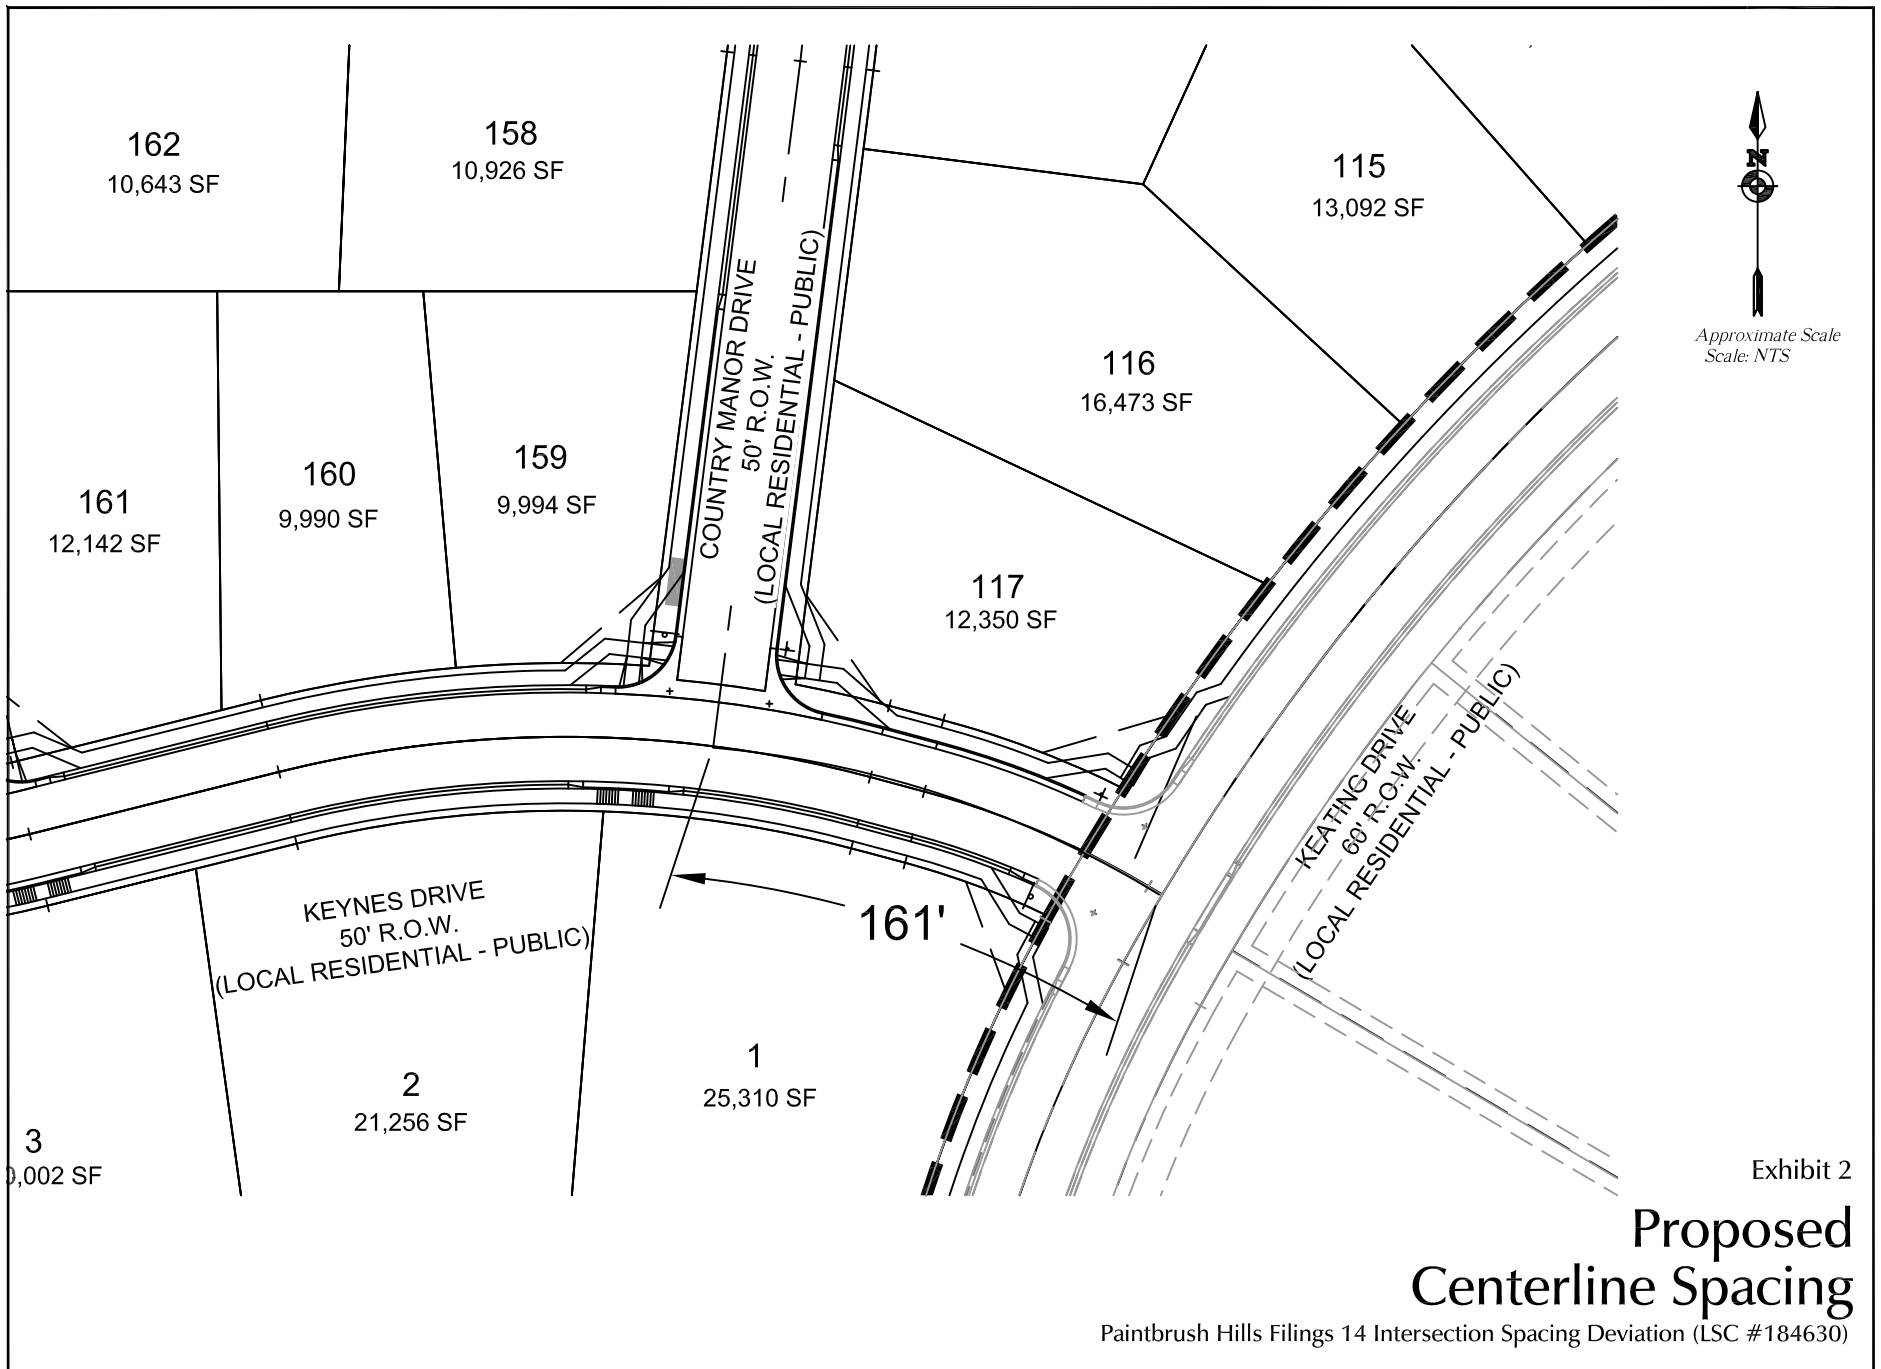 162
10,643 SF
158
10,926 SF
115
13,092 SF
N
Approximate Scale
Scale: NTS
COUNTRY MANOR DRIVE
50' R.O.W.
(LOCAL RESIDENTIAL - PUBLIC)
116
16,473 SF
161
12,142 SF
160
9,990 SF
159
9,994 SF
117
12,350 SF
KEATING DRIVE
60' R.O.W.
(LOCAL RESIDENTIAL - PUBLIC)
KEYNES DRIVE
50' R.O.W.
(LOCAL RESIDENTIAL - PUBLIC)
161'
1
25,310 SF
2
21,256 SF
3
,002 SF
Exhibit 2
Proposed
Centerline Spacing
Paintbrush Hills Filings 14 Intersection Spacing Deviation (LSC #184630)